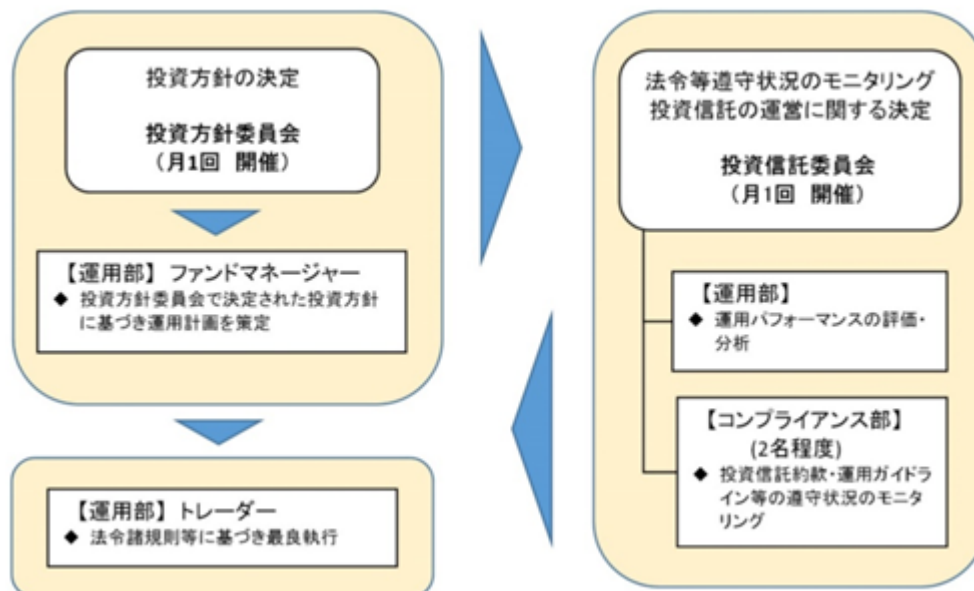 投資方針の決定
投資方針委員会
（月1回　開催）
【運用部】 ファンドマネージャー
◆ 投資方針委員会で決定された投資方針
に基づき運用計画を策定
【運用部】 トレーダー
◆ 法令諸規則等に基づき最良執行
法令等遵守状況のモニタリング
投資信託の運営に関する決定
投資信託委員会
（月1回　開催）
【運用部】
◆ 運用パフォーマンスの評価・
分析
【コンプライアンス部】
(2名程度)
◆ 投資信託約款・運用ガイドラ
イン等の遵守状況のモニタ
リング